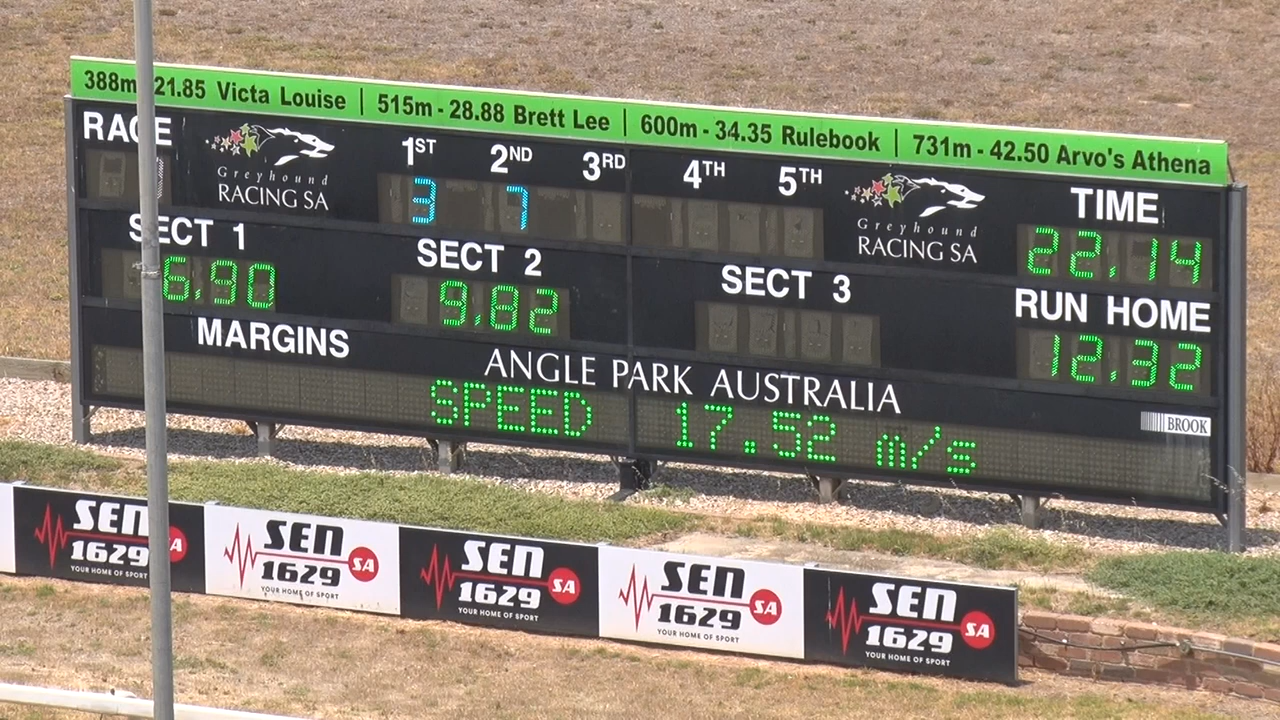 388m - 21.85 Victa Louise | 515m - 28.88 Brett Lee | 600m - 34.35 Rulebook | 731m - 42.50 Arvo's Athena
RACE
Greyhound
RACING SA
1ST 2ND 3RD 4TH 5TH
3 7
Greyhound
RACING SA
TIME
22.14
SECT 1
6.90
SECT 2
9.82
SECT 3
RUN HOME
12.32
MARGINS
ANGLE PARK AUSTRALIA
SPEED 17.52 m/s
BROOK
SEN
1629
SA
YOUR HOME OF SPORT
SEN
1629
SA
YOUR HOME OF SPORT
SEN
1629
SA
YOUR HOME OF SPORT
SEN
1629
SA
YOUR HOME OF SPORT
SEN
1629
SA
YOUR HOME OF SPORT